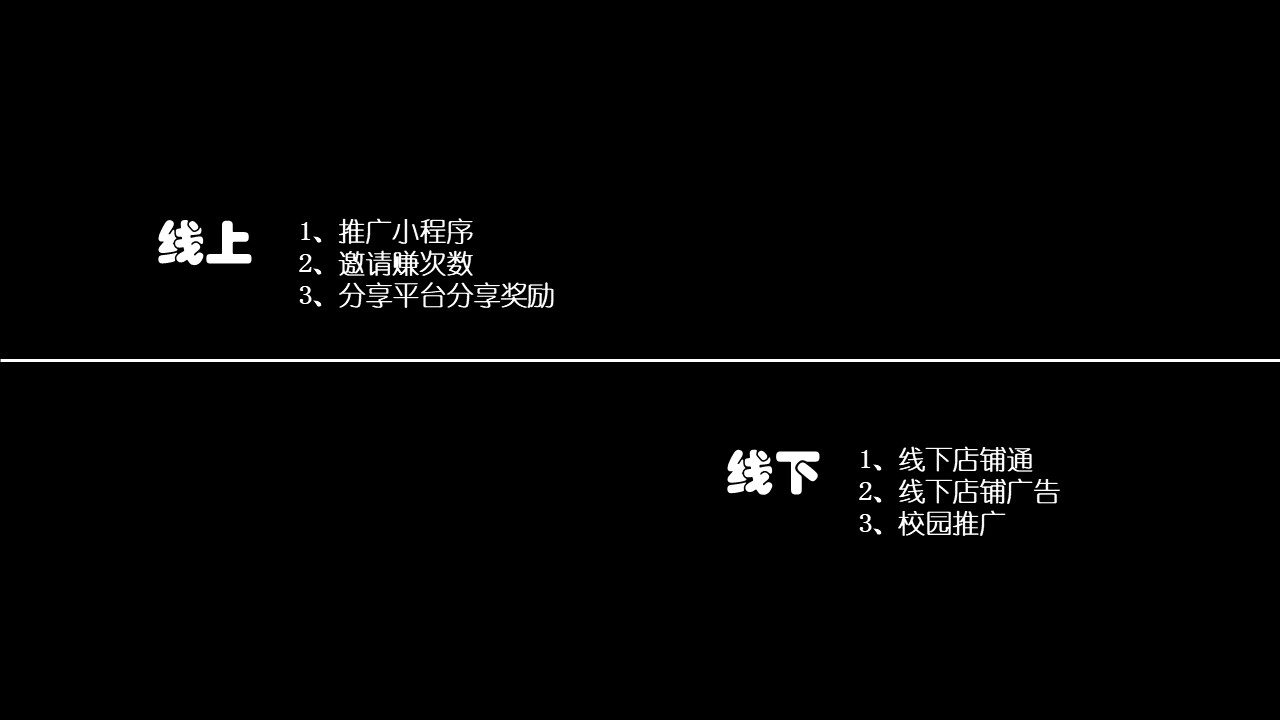 线上
1、推广小程序
2、邀请赚次数
3、分享平台分享奖励
线下
1、线下店铺通
2、线下店铺广告
3、校园推广